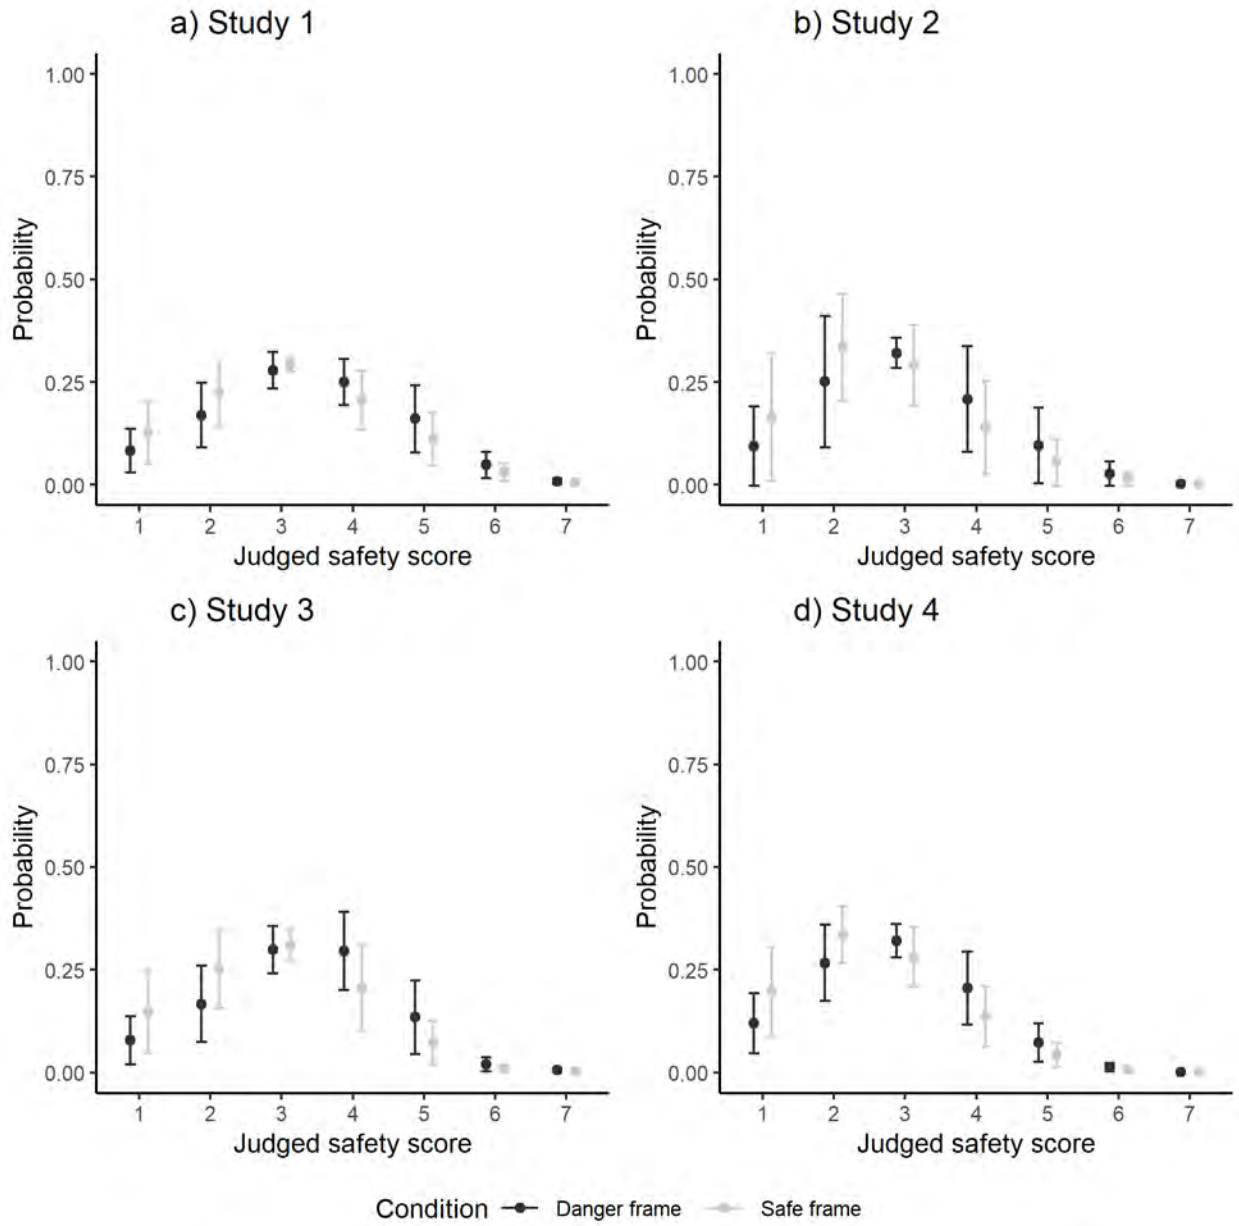 a) Study 1
b) Study 2
1.00
0.75
0.50
0.25
0.00
Probability
1 2 3 4 5 6 7
Judged safety score
1.00
0.75
0.50
0.25
0.00
Probability
1 2 3 4 5 6 7
Judged safety score
c) Study 3
d) Study 4
1.00
0.75
0.50
0.25
0.00
Probability
1 2 3 4 5 6 7
Judged safety score
1.00
0.75
0.50
0.25
0.00
Probability
1 2 3 4 5 6 7
Judged safety score
Condition Danger frame Safe frame